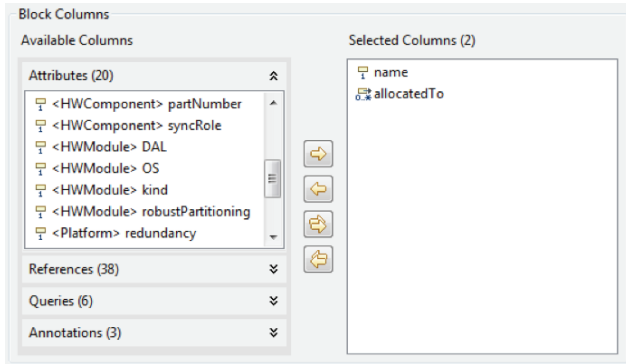 Block Columns
Available Columns
Attributes (20)
<HWComponent> partNumber
<HWComponent> syncRole
<HWModule> DAL
<HWModule> OS
<HWModule> kind
<HWModule> robustPartitioning
<Platform> redundancy
References (38)
Queries (6)
Annotations (3)
Selected Columns (2)
name
allocatedTo